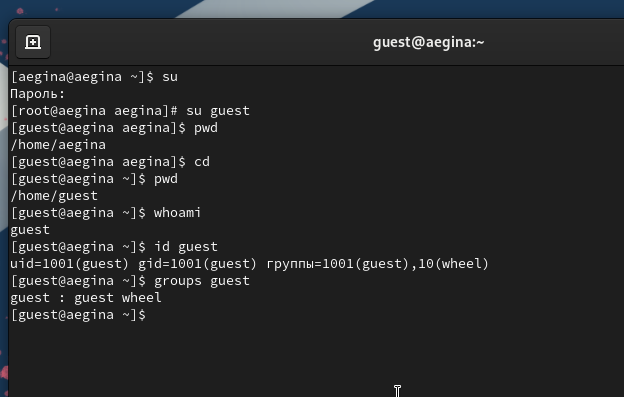 guest@aegina:~
[aegina@aegina ~]$ su
Пароль:
[root@aegina aegina]# su guest
[guest@aegina aegina]$ pwd
/home/aegina
[guest@aegina aegina]$ cd
[guest@aegina ~]$ pwd
/home/guest
[guest@aegina ~]$ whoami
guest
[guest@aegina ~]$ id guest
uid=1001(guest) gid=1001(guest) группы=1001(guest),10(wheel)
[guest@aegina ~]$ groups guest
guest : guest wheel
[guest@aegina ~]$